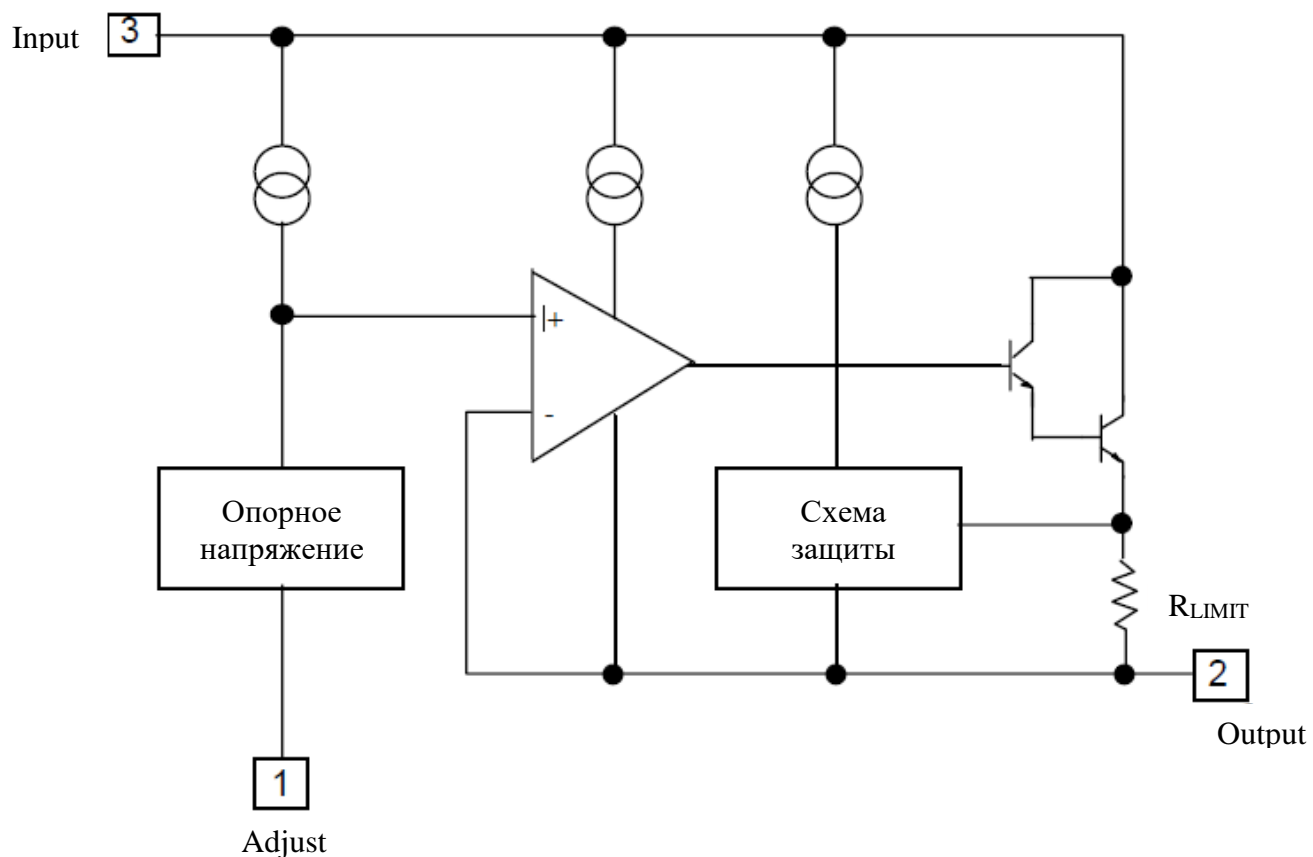 Input 3
|+
-
Опорное
напряжение
Схема
защиты
RLIMIT
2
Output
1
Adjust